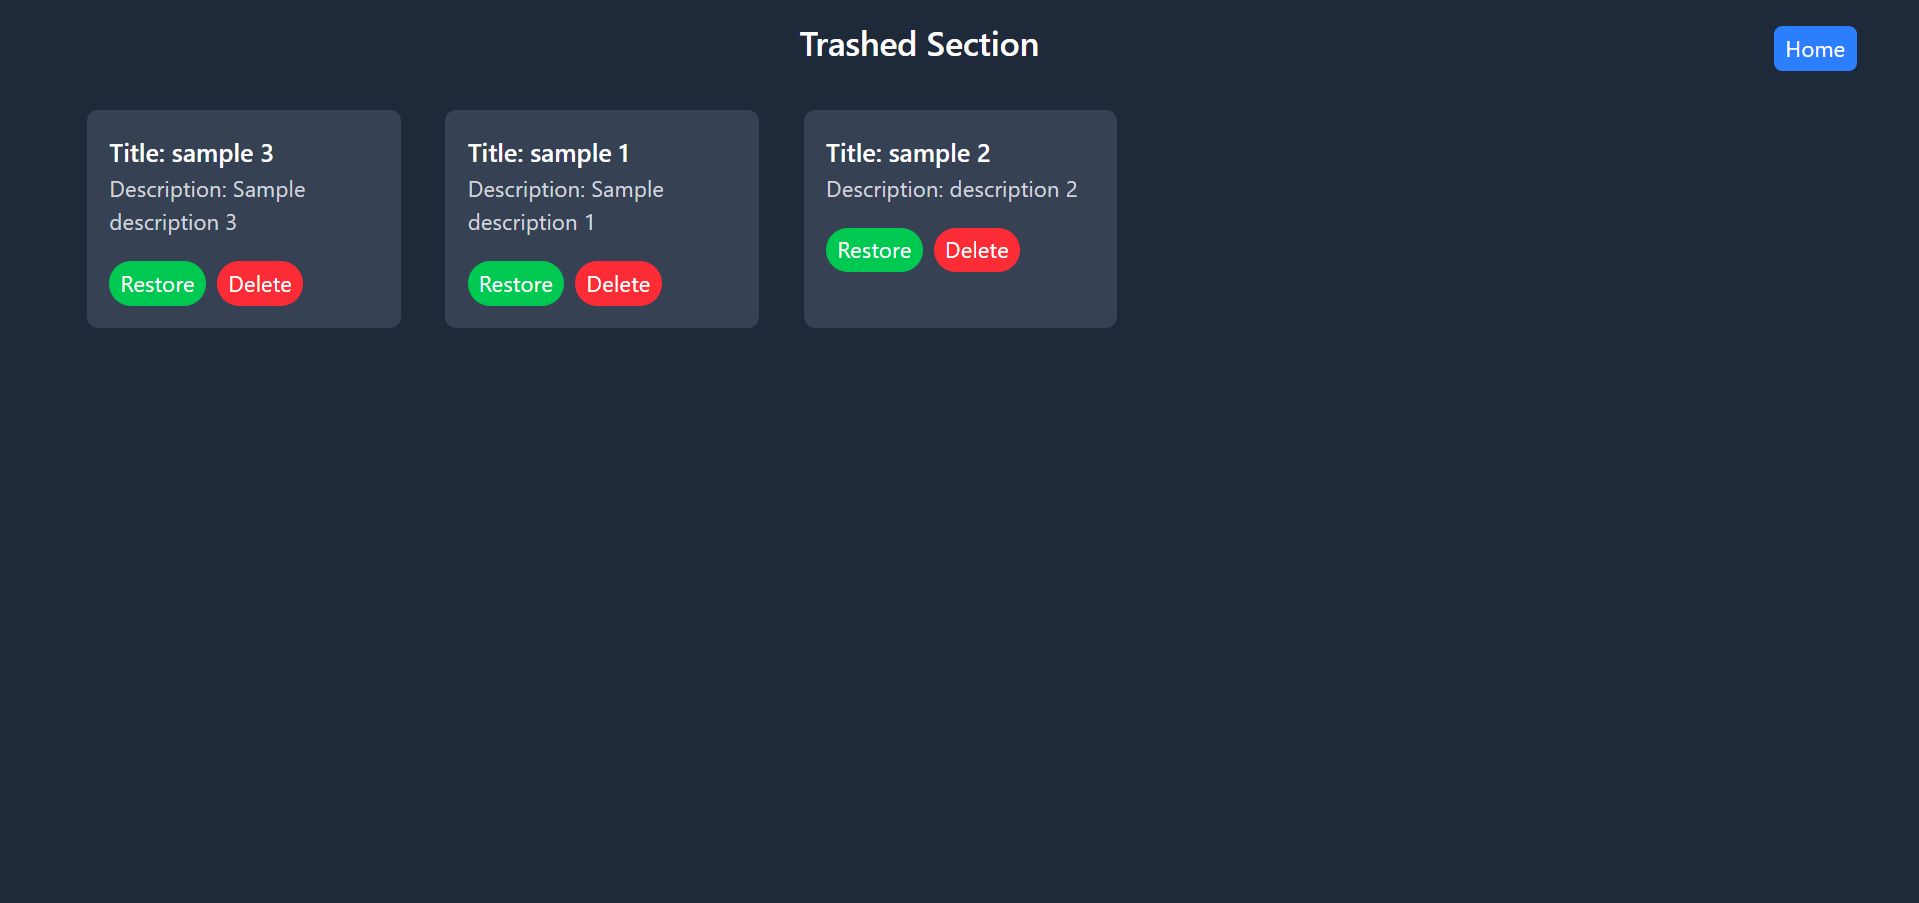 Trashed Section
Home
Title: sample 3
Description: Sample
description 3
Restore Delete
Title: sample 1
Description: Sample
description 1
Restore Delete
Title: sample 2
Description: description 2
Restore Delete